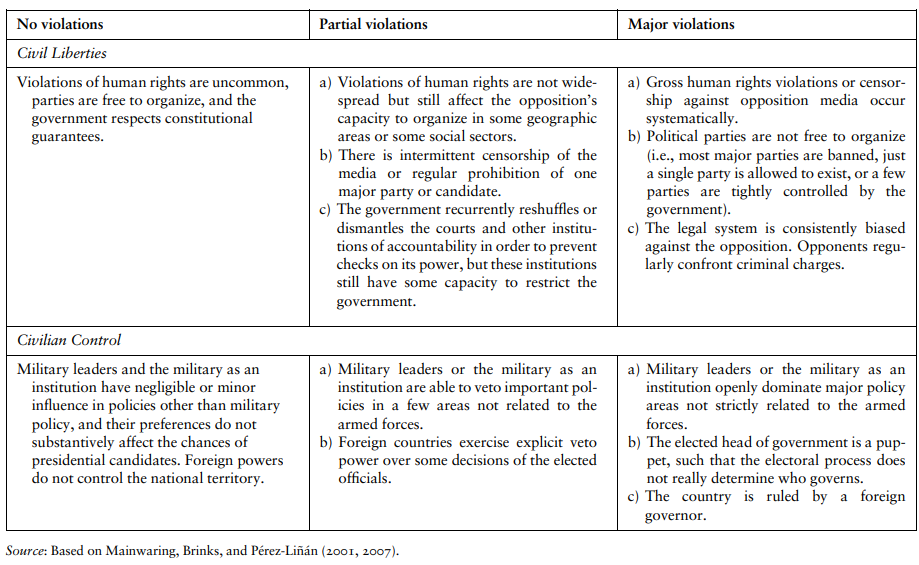 No violations
Partial violations
Major violations
Civil Liberties
Violations of human rights are uncommon,
parties are free to organize, and the
government respects constitutional
guarantees.
a) Violations of human rights are not wide-
spread but still affect the opposition’s
capacity to organize in some geographic
areas or some social sectors.
b) There is intermittent censorship of the
media or regular prohibition of one
major party or candidate.
c) The government recurrently reshuffles or
dismantles the courts and other institu-
tions of accountability in order to prevent
checks on its power, but these institutions
still have some capacity to restrict the
government.
a) Gross human rights violations or censor-
ship against opposition media occur
systematically.
b) Political parties are not free to organize
(i.e., most major parties are banned, just
a single party is allowed to exist, or a few
parties are tightly controlled by the
government).
c) The legal system is consistently biased
against the opposition. Opponents regu-
larly confront criminal charges.
Civilian Control
Military leaders and the military as an
institution have negligible or minor
influence in policies other than military
policy, and their preferences do not
substantively affect the chances of
presidential candidates. Foreign powers
do not control the national territory.
a) Military leaders or the military as an
institution are able to veto important pol-
icies in a few areas not related to the
armed forces.
b) Foreign countries exercise explicit veto
power over some decisions of the elected
officials.
a) Military leaders or the military as an
institution openly dominate major policy
areas not strictly related to the armed
forces.
b) The elected head of government is a pup-
pet, such that the electoral process does
not really determine who governs.
c) The country is ruled by a foreign
governor.
Source: Based on Mainwaring, Brinks, and Pérez-Liñán (2001, 2007).